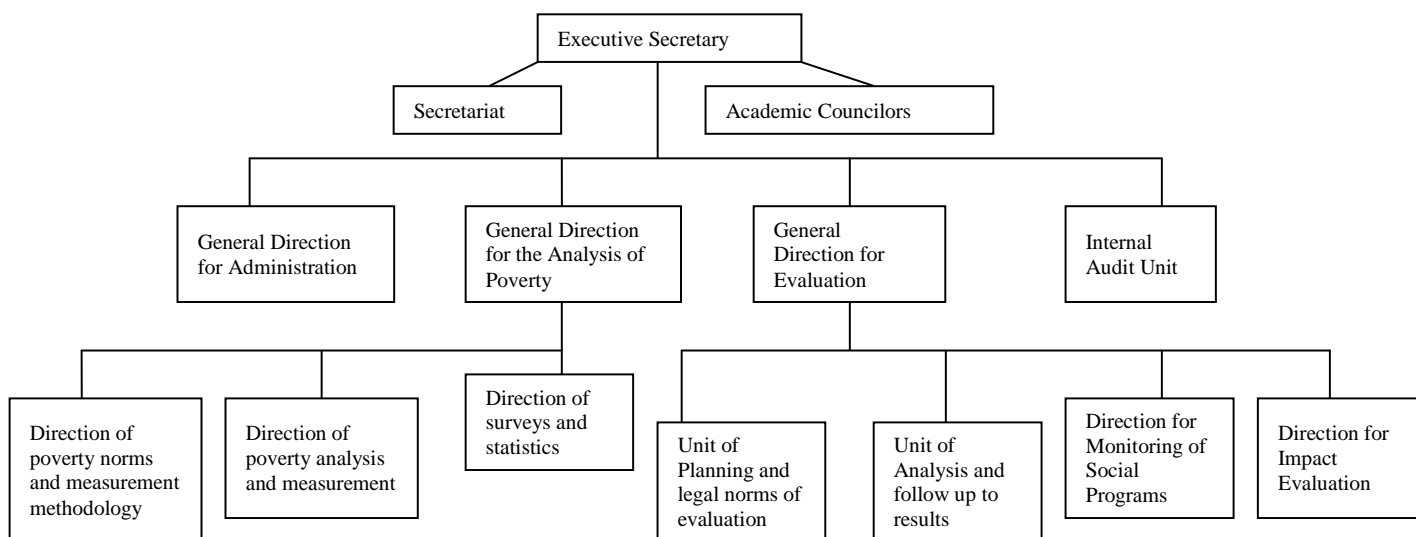 Executive Secretary
Secretariat
Academic Councilors
General Direction
for Administration
General Direction
for the Analysis of
Poverty
General
Direction for
Evaluation
Internal
Audit Unit
Direction of
poverty norms
and measurement
methodology
Direction of
poverty analysis
and measurement
Direction of
surveys and
statistics
Unit of
Planning and
legal norms of
evaluation
Unit of
Analysis and
follow up to
results
Direction for
Monitoring of
Social
Programs
Direction for
Impact
Evaluation